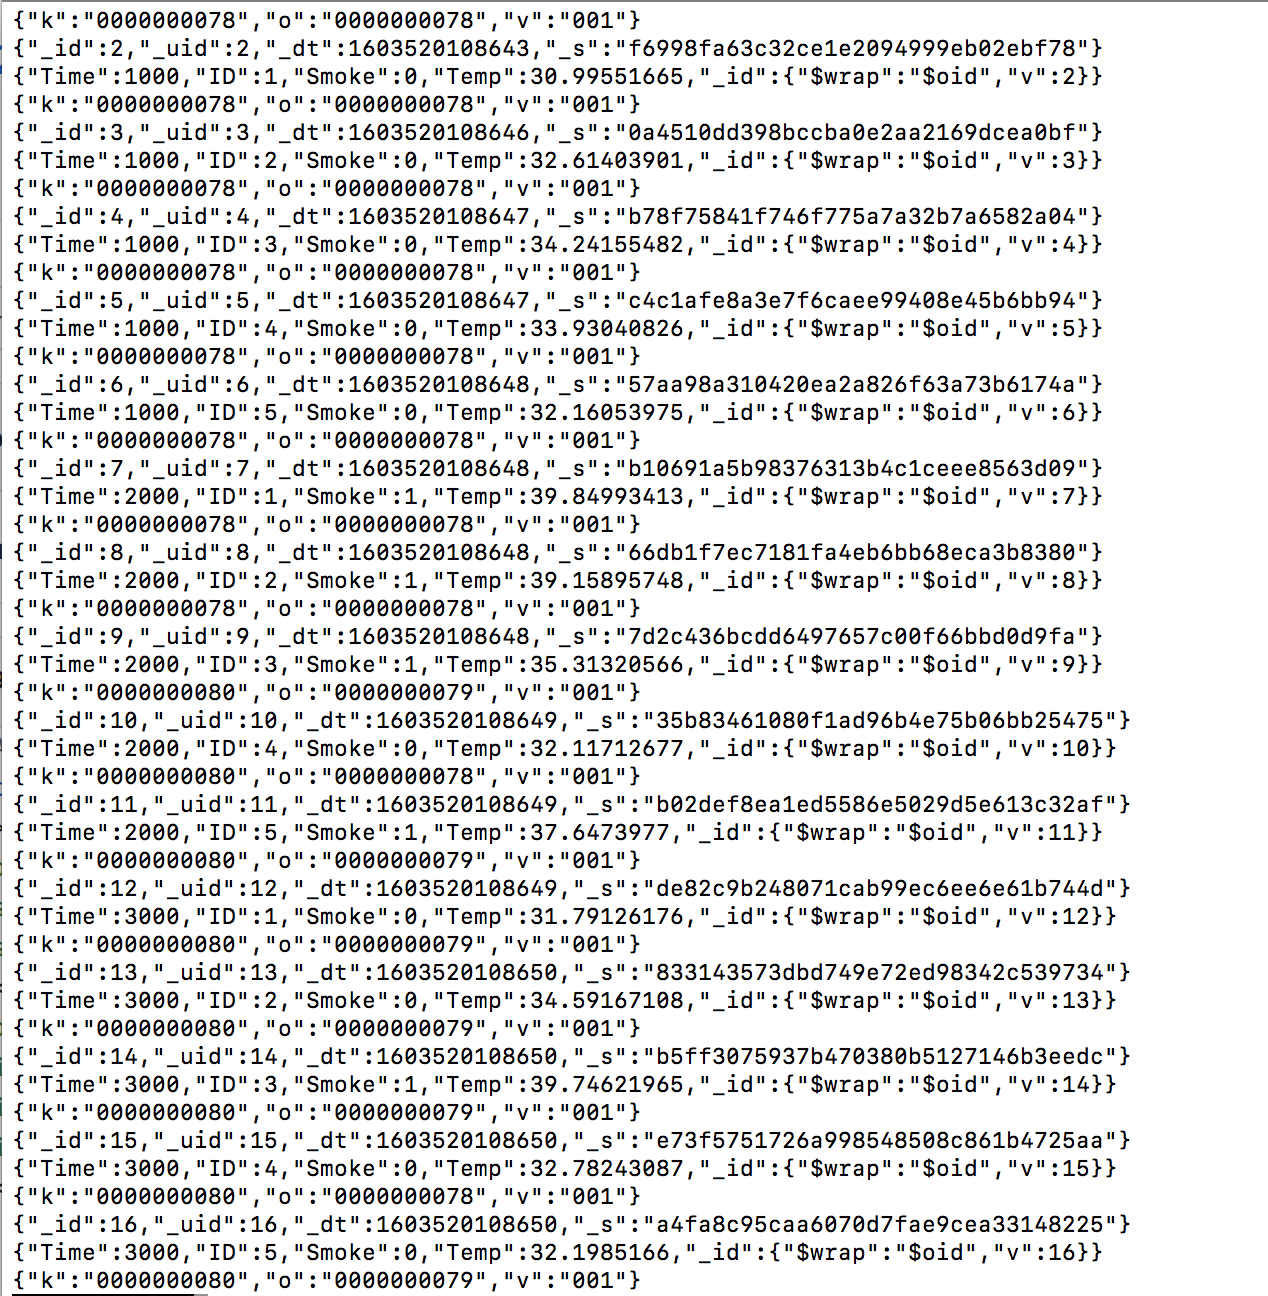 {"k":"0000000078","o":"0000000078","v":"001"}
{"_id":2,"_uid":2,"_dt":1603520108643,"_s":"f6998fa63c32ce1e2094999eb02ebf78"}
{"Time":1000,"ID":1,"Smoke":0,"Temp":30.99551665,"_id":{"$wrap":"$oid","v":2}}
{"k":"0000000078","o":"0000000078","v":"001"}
{"_id":3,"_uid":3,"_dt":1603520108646,"_s":"0a4510dd398bccba0e2aa2169dcea0bf"}
{"Time":1000,"ID":2,"Smoke":0,"Temp":32.61403901,"_id":{"$wrap":"$oid","v":3}}
{"k":"0000000078","o":"0000000078","v":"001"}
{"_id":4,"_uid":4,"_dt":1603520108647,"_s":"b78f75841f746f775a7a32b7a6582a04"}
{"Time":1000,"ID":3,"Smoke":0,"Temp":34.24155482,"_id":{"$wrap":"$oid","v":4}}
{"k":"0000000078","o":"0000000078","v":"001"}
{"_id":5,"_uid":5,"_dt":1603520108647,"_s":"c4c1afe8a3e7f6caee99408e45b6bb94"}
{"Time":1000,"ID":4,"Smoke":0,"Temp":33.93040826,"_id":{"$wrap":"$oid","v":5}}
{"k":"0000000078","o":"0000000078","v":"001"}
{"_id":6,"_uid":6,"_dt":1603520108648,"_s":"57aa98a310420ea2a826f63a73b6174a"}
{"Time":1000,"ID":5,"Smoke":0,"Temp":32.16053975,"_id":{"$wrap":"$oid","v":6}}
{"k":"0000000078","o":"0000000078","v":"001"}
{"_id":7,"_uid":7,"_dt":1603520108648,"_s":"b10691a5b98376313b4c1ceee8563d09"}
{"Time":2000,"ID":1,"Smoke":1,"Temp":39.84993413,"_id":{"$wrap":"$oid","v":7}}
{"k":"0000000078","o":"0000000078","v":"001"}
{"_id":8,"_uid":8,"_dt":1603520108648,"_s":"66db1f7ec7181fa4eb6bb68eca3b8380"}
{"Time":2000,"ID":2,"Smoke":1,"Temp":39.15895748,"_id":{"$wrap":"$oid","v":8}}
{"k":"0000000078","o":"0000000078","v":"001"}
{"_id":9,"_uid":9,"_dt":1603520108648,"_s":"7d2c436bcdd6497657c00f66bbd0d9fa"}
{"Time":2000,"ID":3,"Smoke":1,"Temp":35.31320566,"_id":{"$wrap":"$oid","v":9}}
{"k":"0000000080","o":"0000000079","v":"001"}
{"_id":10,"_uid":10,"_dt":1603520108649,"_s":"35b83461080f1ad96b4e75b06bb25475"}
{"Time":2000,"ID":4,"Smoke":0,"Temp":32.11712677,"_id":{"$wrap":"$oid","v":10}}
{"k":"0000000080","o":"0000000078","v":"001"}
{"_id":11,"_uid":11,"_dt":1603520108649,"_s":"b02def8ea1ed5586e5029d5e613c32af"}
{"Time":2000,"ID":5,"Smoke":1,"Temp":37.6473977,"_id":{"$wrap":"$oid","v":11}}
{"k":"0000000080","o":"0000000079","v":"001"}
{"_id":12,"_uid":12,"_dt":1603520108649,"_s":"de82c9b248071cab99ec6ee6e61b744d"}
{"Time":3000,"ID":1,"Smoke":0,"Temp":31.79126176,"_id":{"$wrap":"$oid","v":12}}
{"k":"0000000080","o":"0000000079","v":"001"}
{"_id":13,"_uid":13,"_dt":1603520108650,"_s":"833143573dbd749e72ed98342c539734"}
{"Time":3000,"ID":2,"Smoke":0,"Temp":34.59167108,"_id":{"$wrap":"$oid","v":13}}
{"k":"0000000080","o":"0000000079","v":"001"}
{"_id":14,"_uid":14,"_dt":1603520108650,"_s":"b5ff3075937b470380b5127146b3eedc"}
{"Time":3000,"ID":3,"Smoke":1,"Temp":39.74621965,"_id":{"$wrap":"$oid","v":14}}
{"k":"0000000080","o":"0000000079","v":"001"}
{"_id":15,"_uid":15,"_dt":1603520108650,"_s":"e73f5751726a998548508c861b4725aa"}
{"Time":3000,"ID":4,"Smoke":0,"Temp":32.78243087,"_id":{"$wrap":"$oid","v":15}}
{"k":"0000000080","o":"0000000078","v":"001"}
{"_id":16,"_uid":16,"_dt":1603520108650,"_s":"a4fa8c95caa6070d7fae9cea33148225"}
{"Time":3000,"ID":5,"Smoke":0,"Temp":32.1985166,"_id":{"$wrap":"$oid","v":16}}
{"k":"0000000080","o":"0000000079","v":"001"}